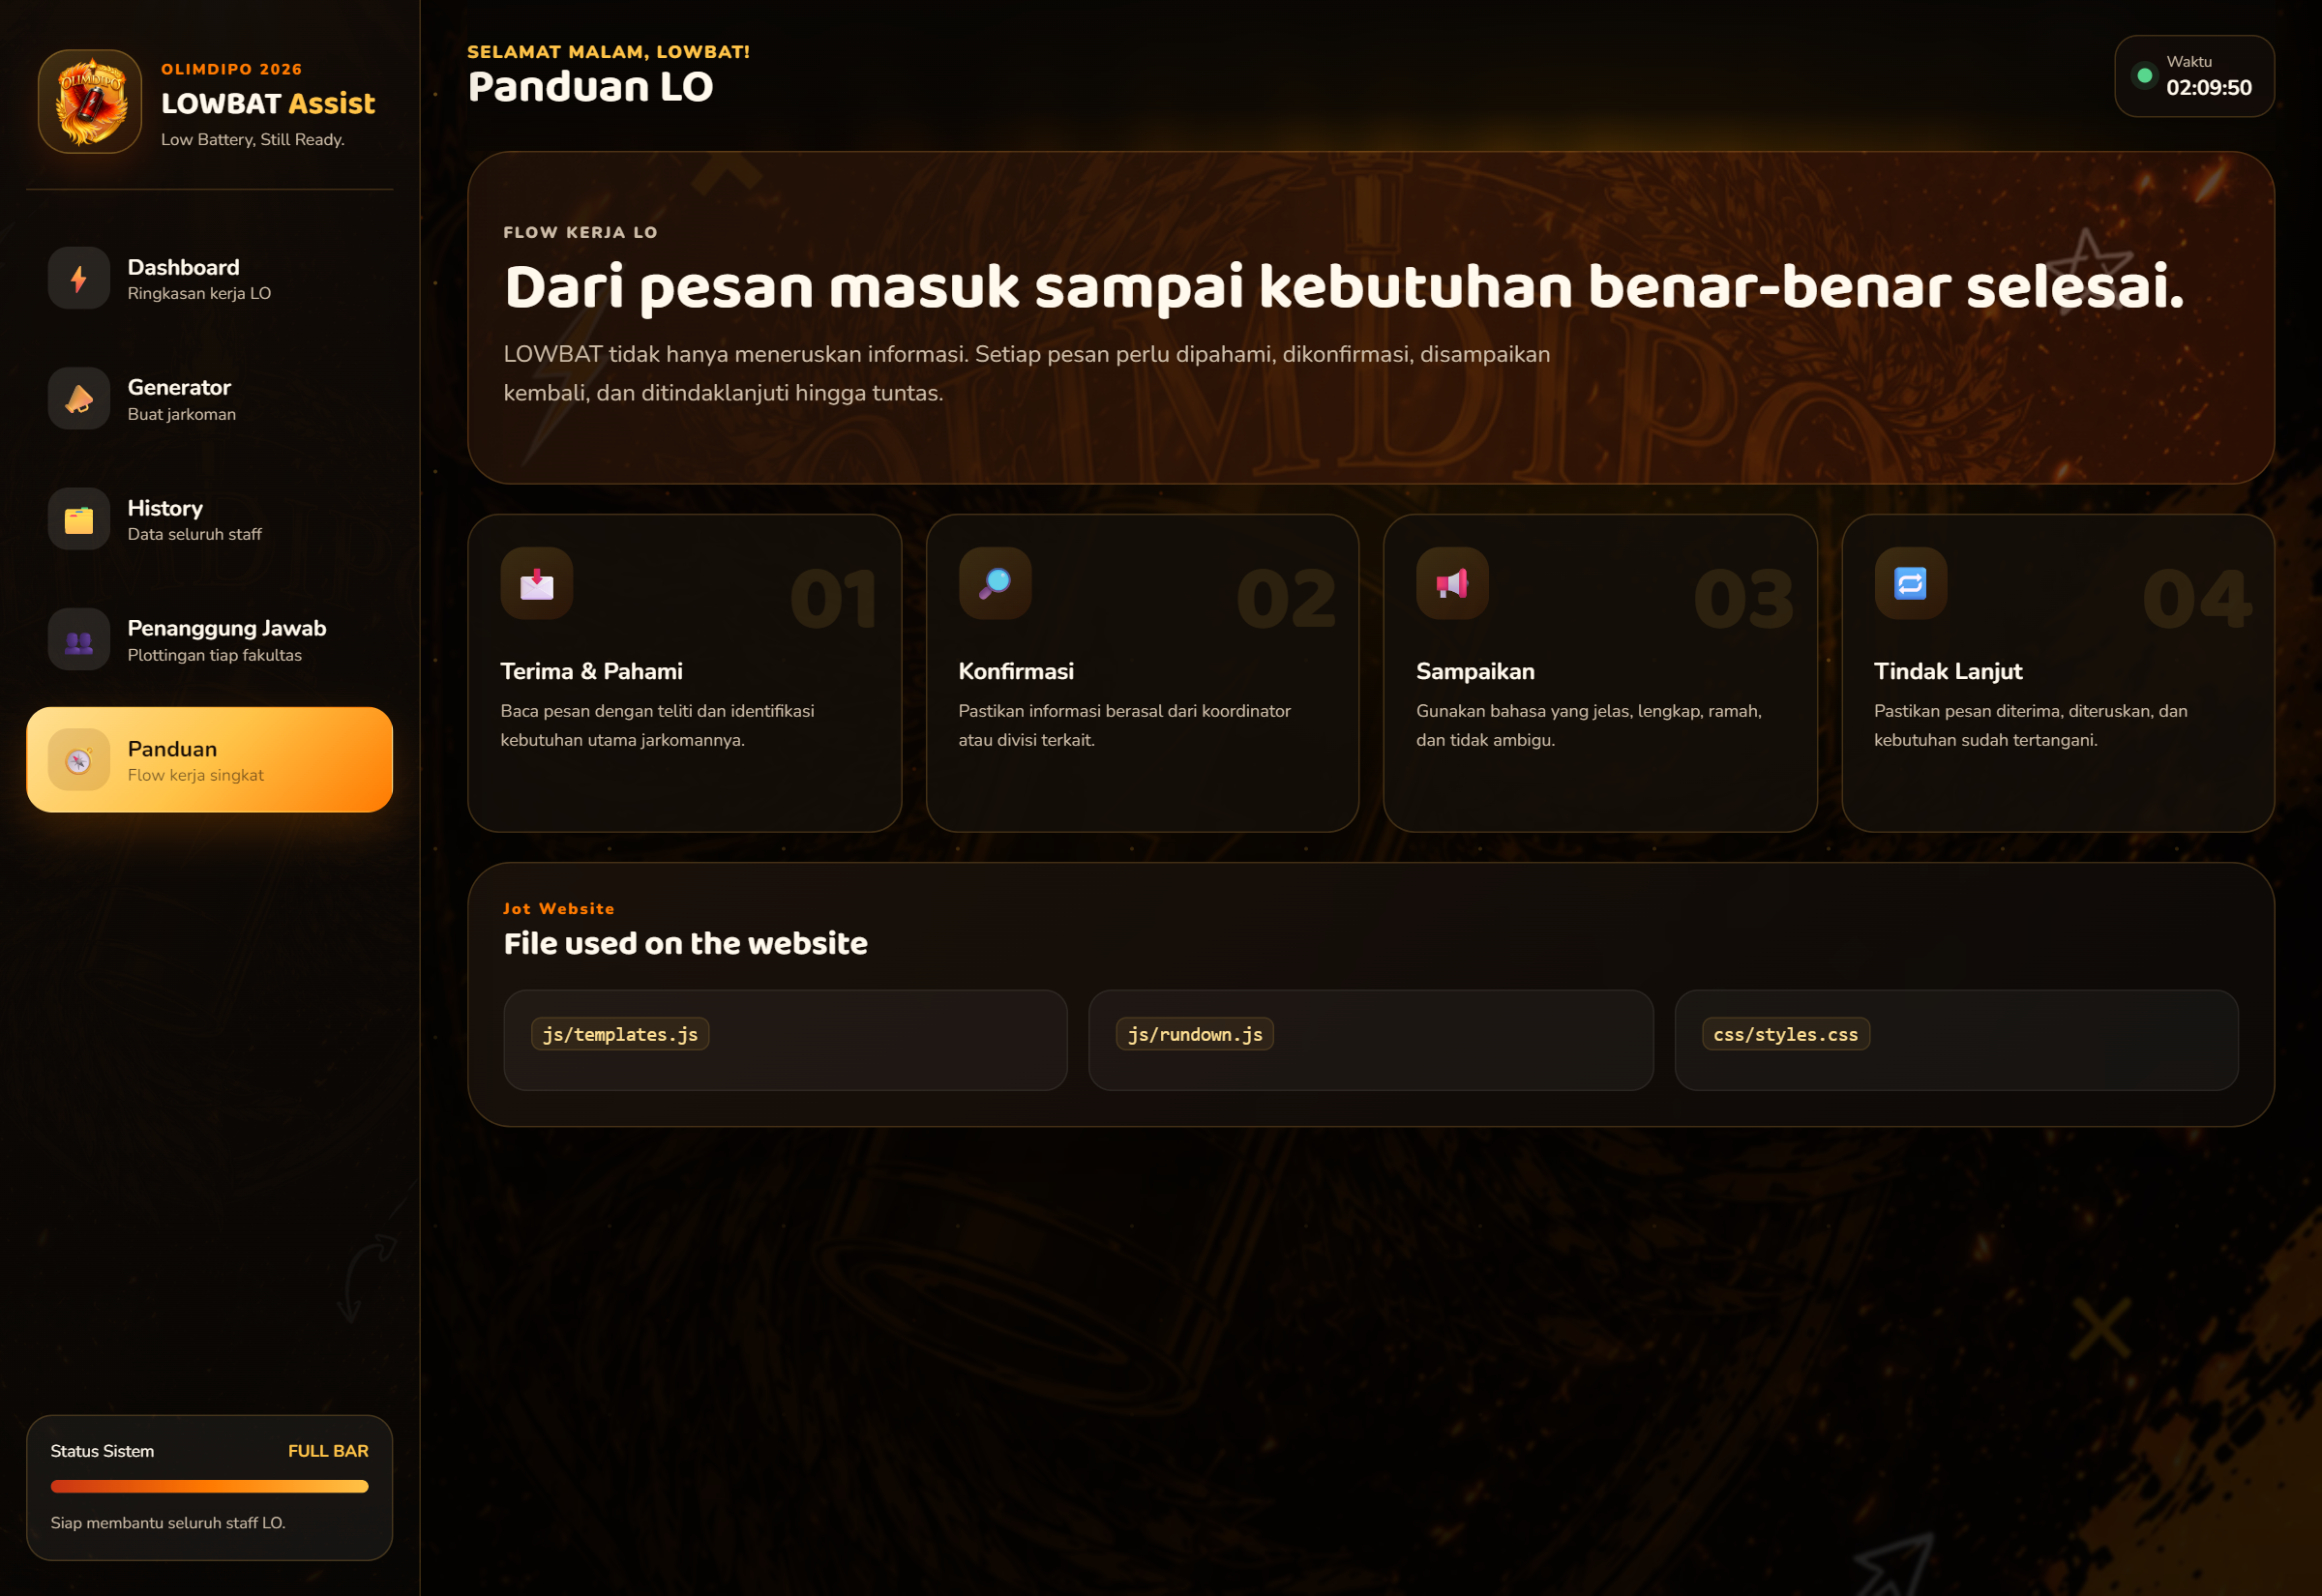 OLIMDIPO
OLIMDIPO 2026
LOWBAT Assist
Low Battery, Still Ready.
Dashboard
Ringkasan kerja LO
Generator
Buat jarkoman
History
Data seluruh staff
Penanggung Jawab
Plottingan tiap fakultas
Panduan
Flow kerja singkat
Status Sistem FULL BAR
Siap membantu seluruh staff LO.
SELAMAT MALAM, LOWBAT!
Panduan LO
Waktu
02:09:50
FLOW KERJA LO
Dari pesan masuk sampai kebutuhan benar-benar selesai.
LOWBAT tidak hanya meneruskan informasi. Setiap pesan perlu dipahami, dikonfirmasi, disampaikan
kembali, dan ditindaklanjuti hingga tuntas.
OLIMDIPO
01
Terima & Pahami
Baca pesan dengan teliti dan identifikasi
kebutuhan utama jarkomannya.
02
Konfirmasi
Pastikan informasi berasal dari koordinator
atau divisi terkait.
03
Sampaikan
Gunakan bahasa yang jelas, lengkap, ramah,
dan tidak ambigu.
04
Tindak Lanjut
Pastikan pesan diterima, diteruskan, dan
kebutuhan sudah tertangani.
Jot Website
File used on the website
js/templates.js
js/rundown.js
css/styles.css